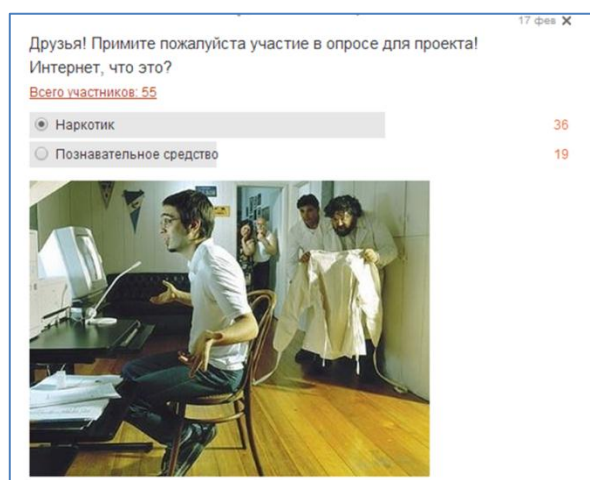 17 фев
Друзья! Примите пожалуйста участие в опросе для проекта!
Интернет, что это?
Всего участников: 55
Наркотик 36
Познавательное средство 19